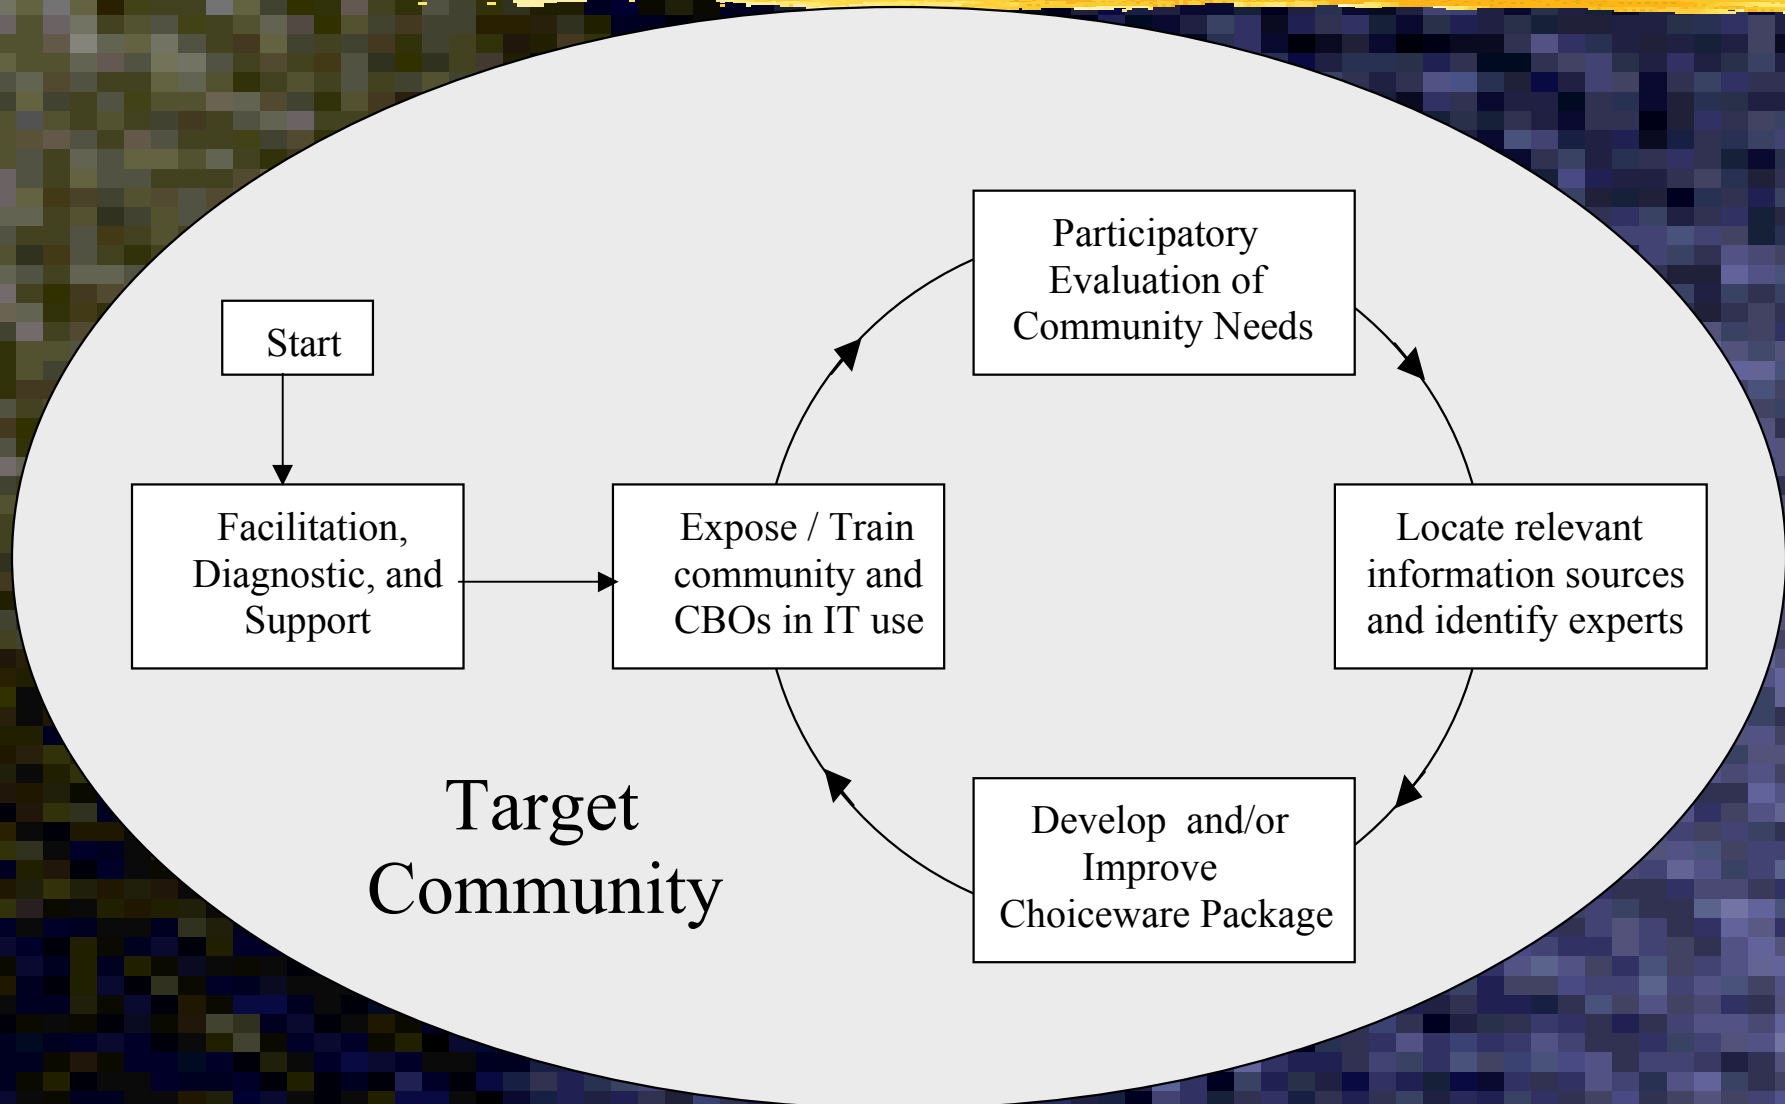 Start
Facilitation,
Diagnostic, and
Support
Expose / Train
community and
CBOs in IT use
Participatory
Evaluation of
Community Needs
Locate relevant
information sources
and identify experts
Develop and/or
Improve
Choiceware Package
Target
Community